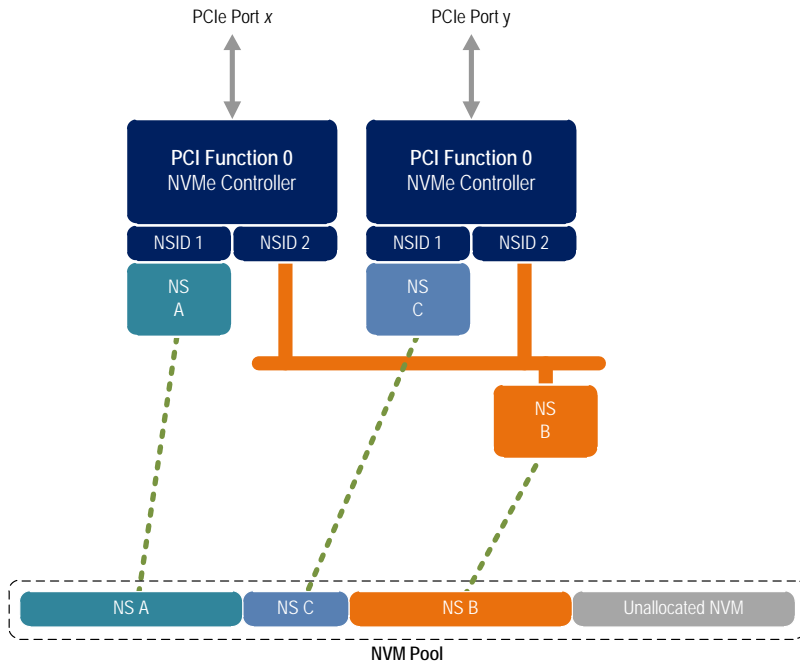 PCIe Port x
PCIe Port y
PCI Function 0
NVMe Controller
PCI Function 0
NVMe Controller
NSID 1
NSID 2
NSID 1
NSID 2
NS
A
NS
C
NS
B
NS A
NS C
NS B
Unallocated NVM
NVM Pool